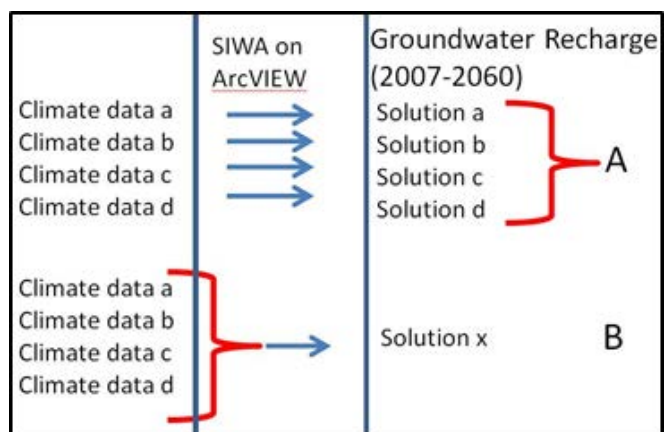 SIWA on
ArcVIEW
Groundwater Recharge
(2007-2060)
Climate data a
Climate data b
Climate data c
Climate data d
Solution a
Solution b
Solution c
Solution d
A
Climate data a
Climate data b
Climate data c
Climate data d
Solution x
B